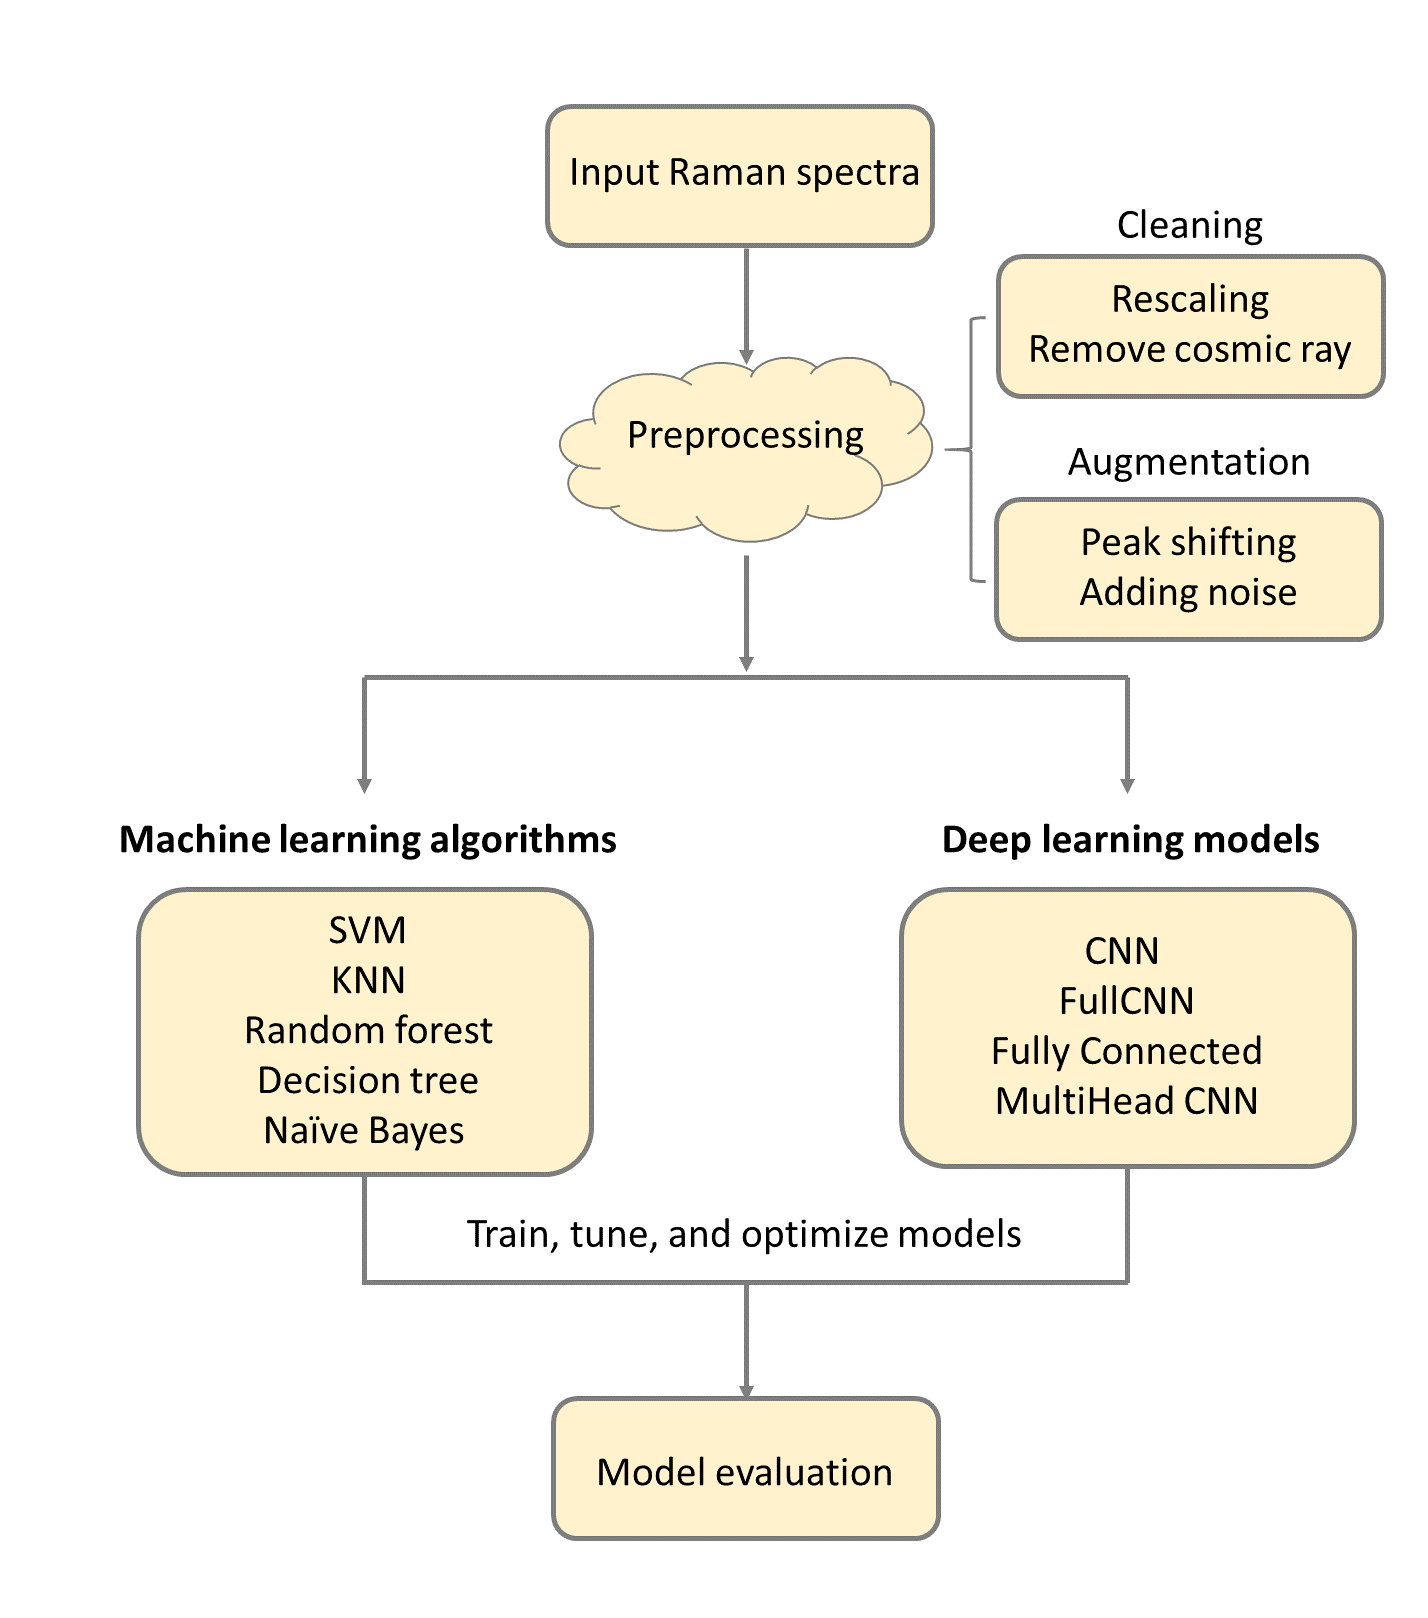 Input Raman spectra
Cleaning
Rescaling
Remove cosmic ray
Preprocessing
Augmentation
Peak shifting
Adding noise
Machine learning algorithms
SVM
KNN
Random forest
Decision tree
Naïve Bayes
Deep learning models
CNN
FullCNN
Fully Connected
MultiHead CNN
Train, tune, and optimize models
Model evaluation